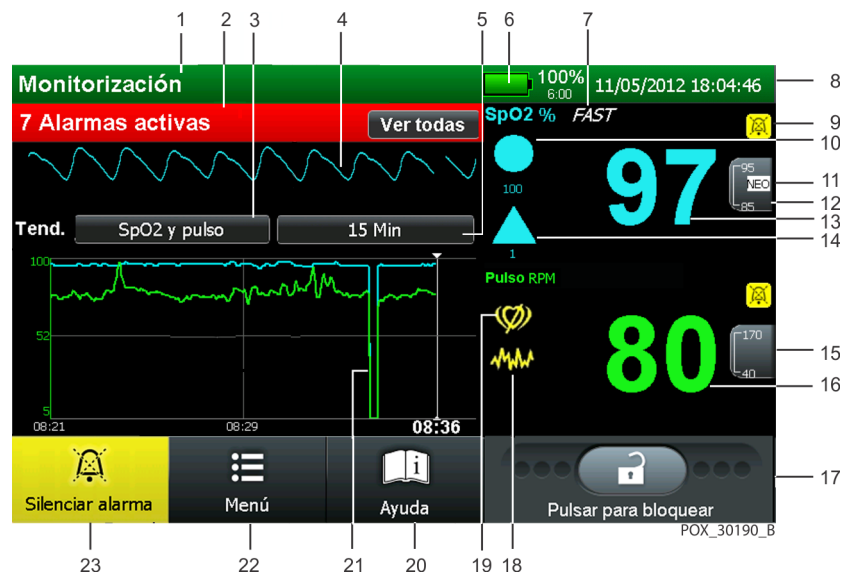 1 2 3 4 5 6 7
Monitorización 100% 6:00 11/05/2012 18:04:46 8
7 Alarmas activas Ver todas SpO2 % FAST 9
10
100 97 95 NEO 85 11
12
13
Tend. SpO2 y pulso 15 Min 14
1
Pulso RPM
100
52
5
80 170 40 15
16
08:21 08:29 08:36
Silenciar alarma Menú Ayuda Pulsar para bloquear 17
POX_30190_B
23 22 21 20 19 18